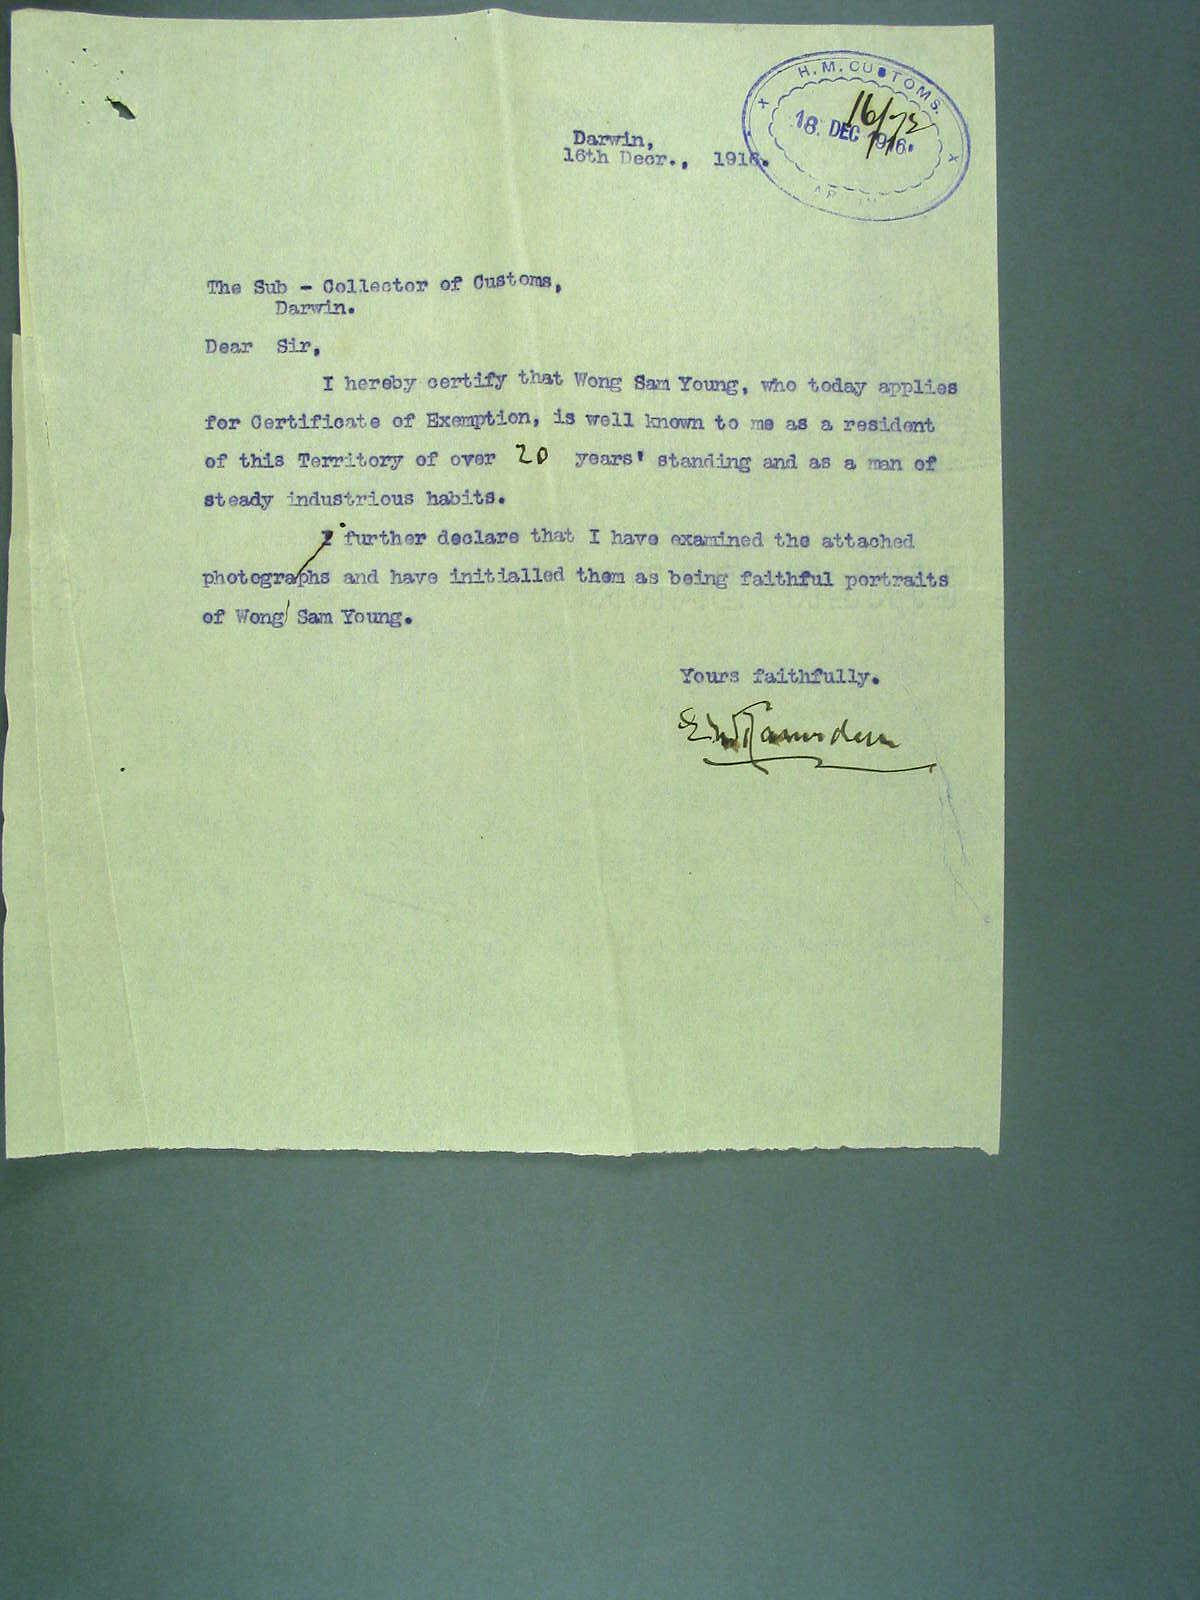 H. M. CUSTOMS.
18. DEC 1916.
Darwin,
16th Decr., 1916.
The Sub - Collector of Customs,
Darwin.
Dear Sir,
I hereby certify that Wong Sam Young, who today applies
for Certificate of Exemption, is well known to me as a resident
of this Territory of over 20 years' standing and as a man of
steady industrious habits.
I further declare that I have examined the attached
photographs and have initialled them as being faithful portraits
of Wong Sam Young.
Yours faithfully.